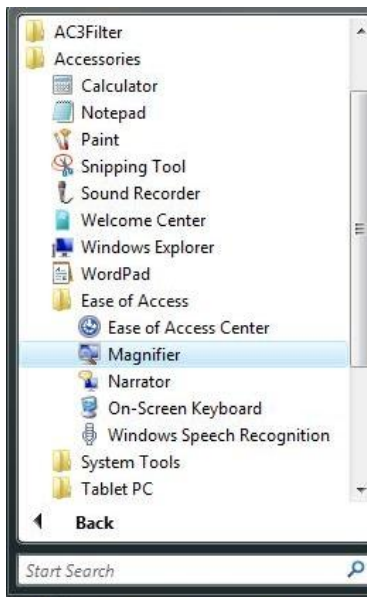 AC3Filter
Accessories
Calculator
Notepad
Paint
Snipping Tool
Sound Recorder
Welcome Center
Windows Explorer
WordPad
Ease of Access
Ease of Access Center
Magnifier
Narrator
On-Screen Keyboard
Windows Speech Recognition
System Tools
Tablet PC
Back
Start Search